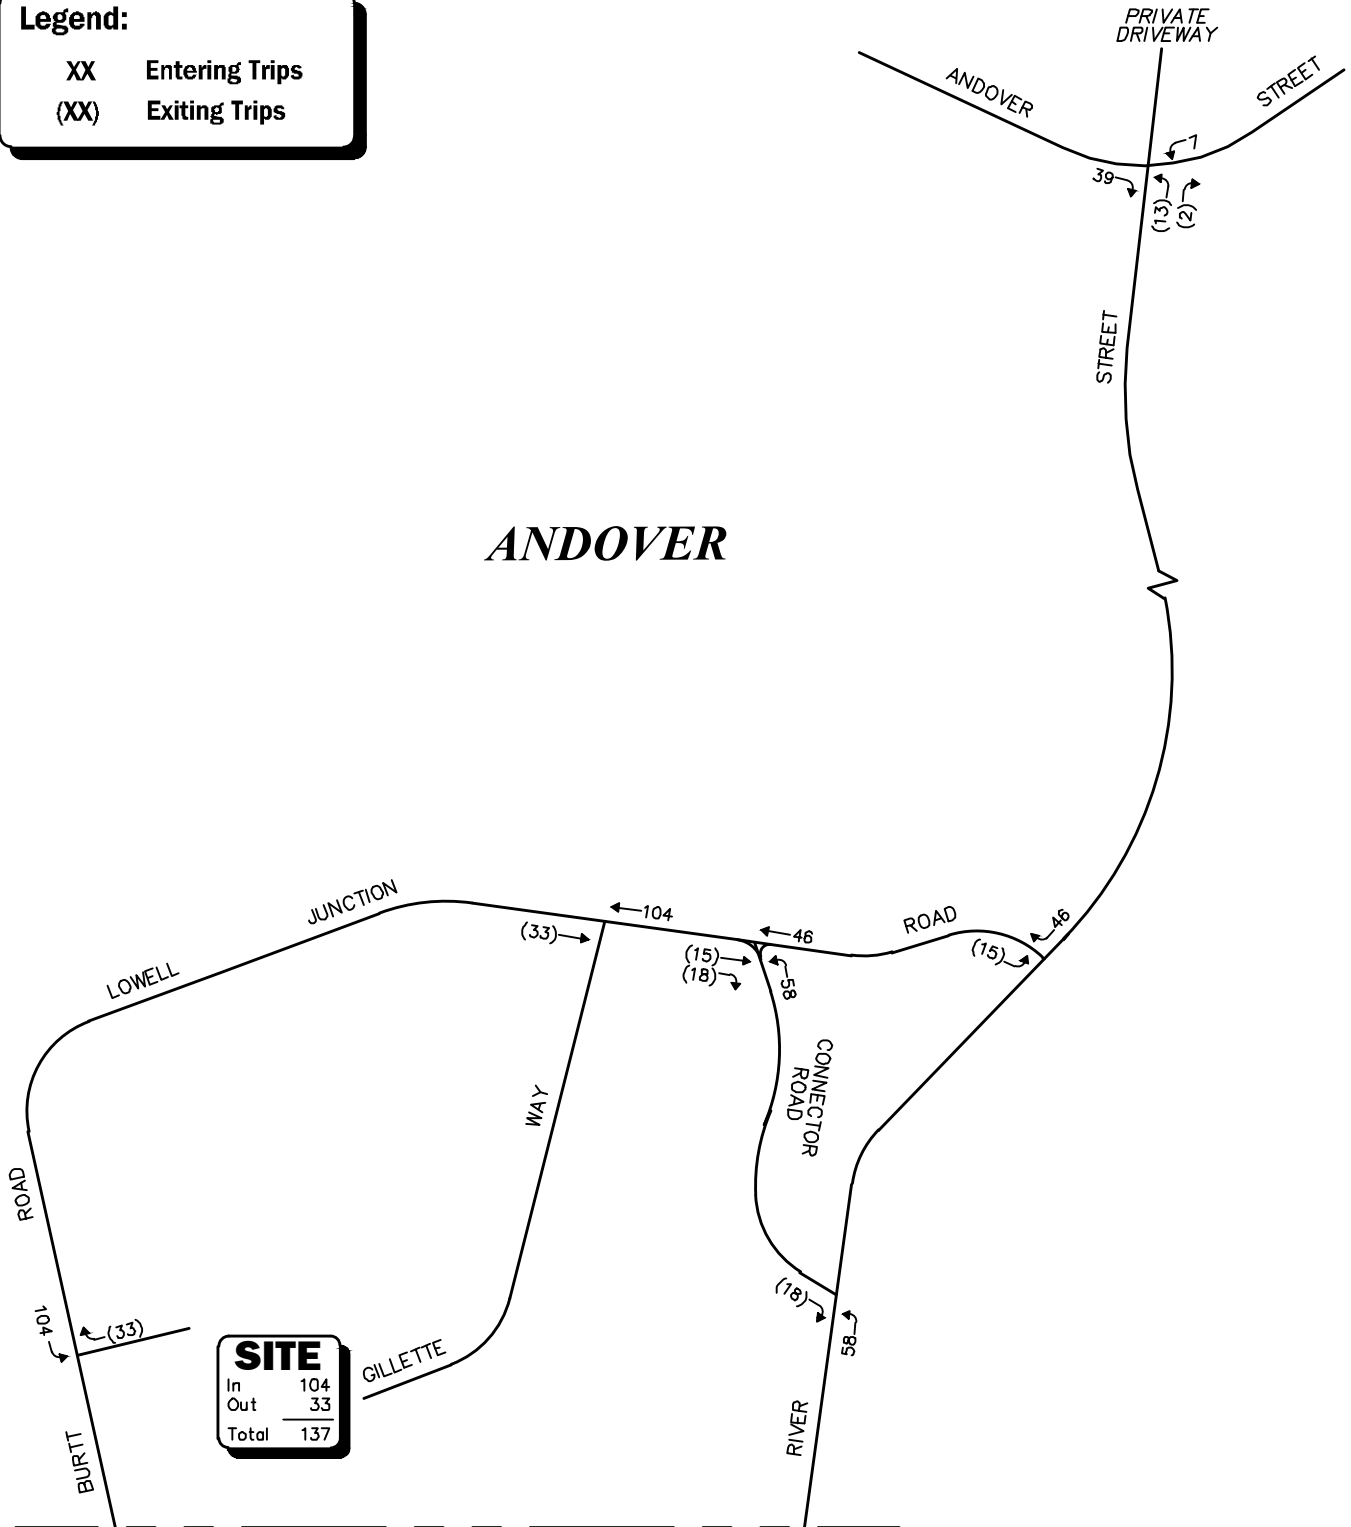 Legend:
XX Entering Trips
(XX) Exiting Trips
PRIVATE
DRIVEWAY
ANDOVER
STREET
7
39
(13)
(2)
STREET
ANDOVER
JUNCTION
104
46
ROAD
46
(33)
(15)
(15)
(18)
58
LOWELL
CONNECTOR
ROAD
WAY
ROAD
(18)
58
104
(33)
SITE
In 104
Out 33
Total 137
GILLETTE
RIVER
BURTT